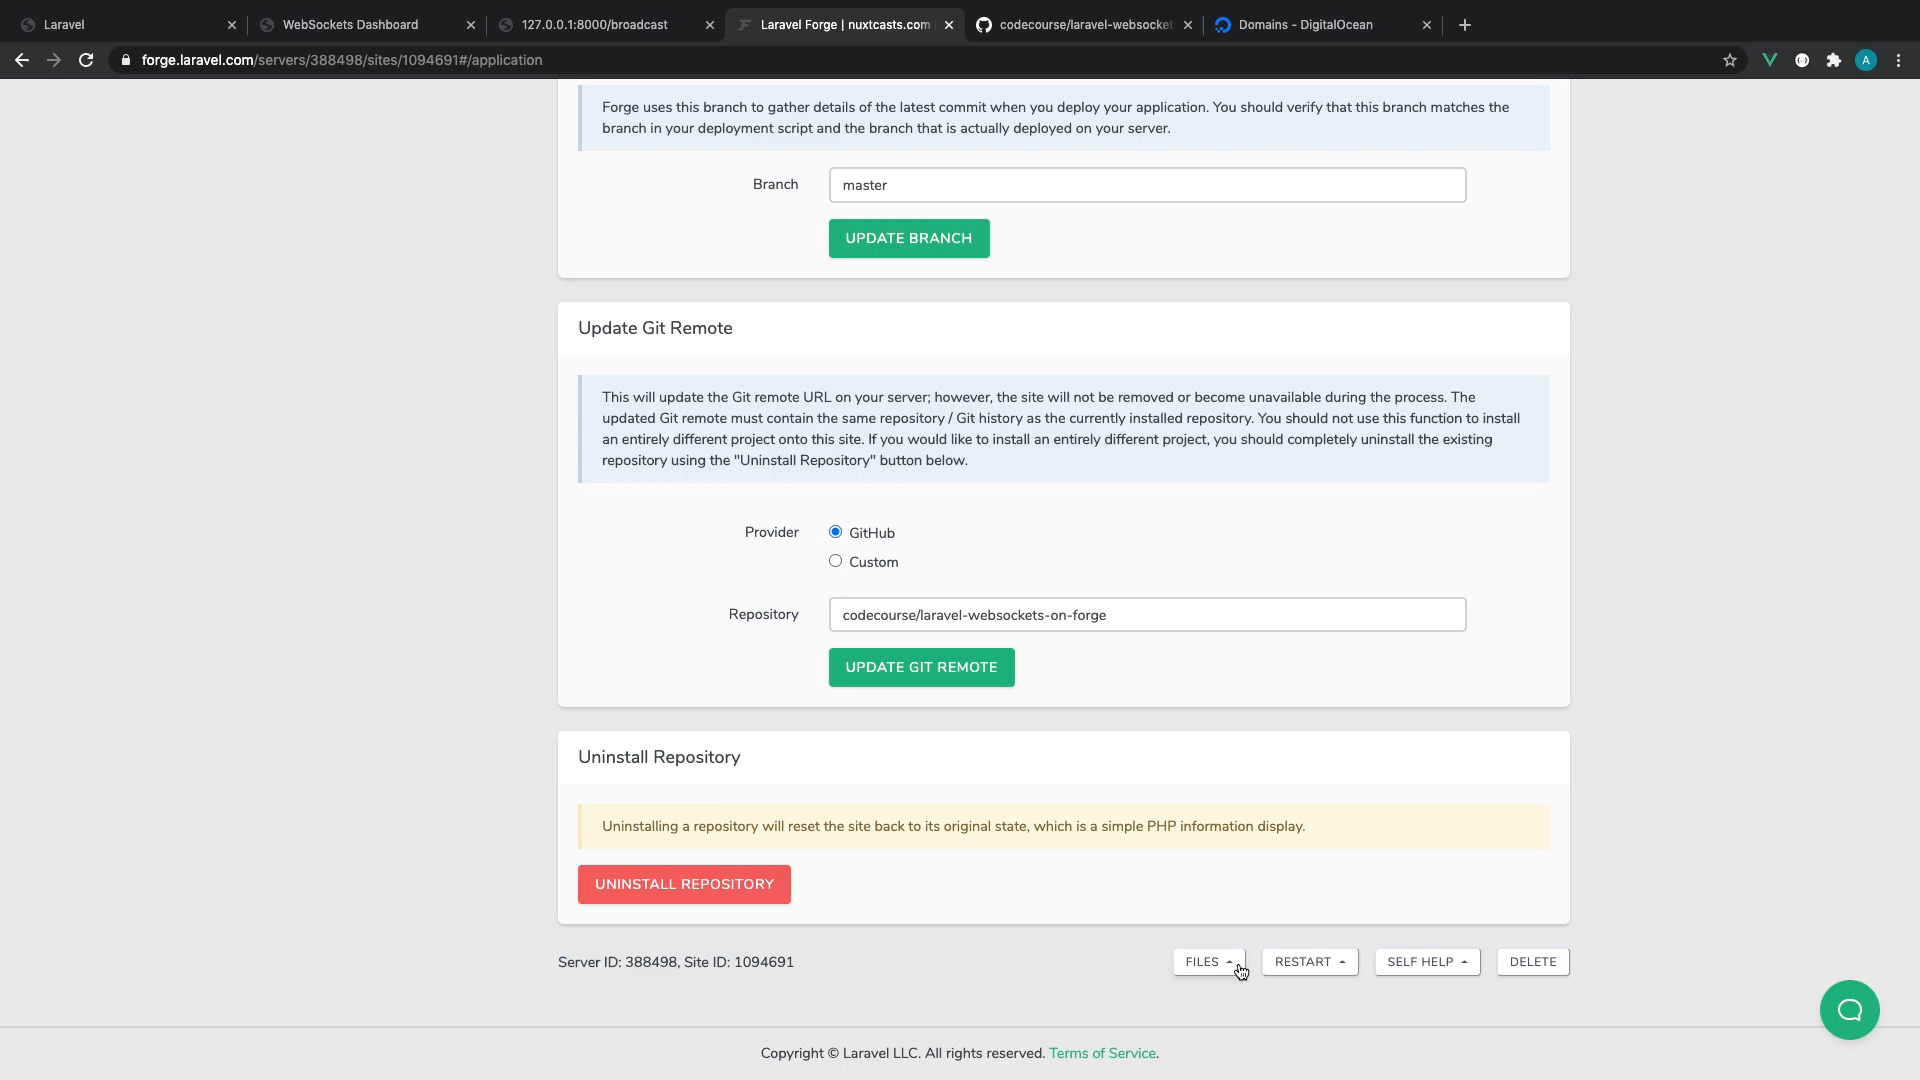 Laravel
WebSockets Dashboard
127.0.0.1:8000/broadcast
Laravel Forge | nuxtcasts.com
codecourse/laravel-websocket
Domains - DigitalOcean
forge.laravel.com/servers/388498/sites/1094691#/application
A
Forge uses this branch to gather details of the latest commit when you deploy your application. You should verify that this branch matches the
branch in your deployment script and the branch that is actually deployed on your server.
Branch
master
UPDATE BRANCH
Update Git Remote
This will update the Git remote URL on your server; however, the site will not be removed or become unavailable during the process. The
updated Git remote must contain the same repository / Git history as the currently installed repository. You should not use this function to install
an entirely different project onto this site. If you would like to install an entirely different project, you should completely uninstall the existing
repository using the "Uninstall Repository" button below.
Provider
GitHub
Custom
Repository
codecourse/laravel-websockets-on-forge
UPDATE GIT REMOTE
Uninstall Repository
Uninstalling a repository will reset the site back to its original state, which is a simple PHP information display.
UNINSTALL REPOSITORY
Server ID: 388498, Site ID: 1094691
FILES
RESTART
SELF HELP
DELETE
Copyright © Laravel LLC. All rights reserved. Terms of Service.